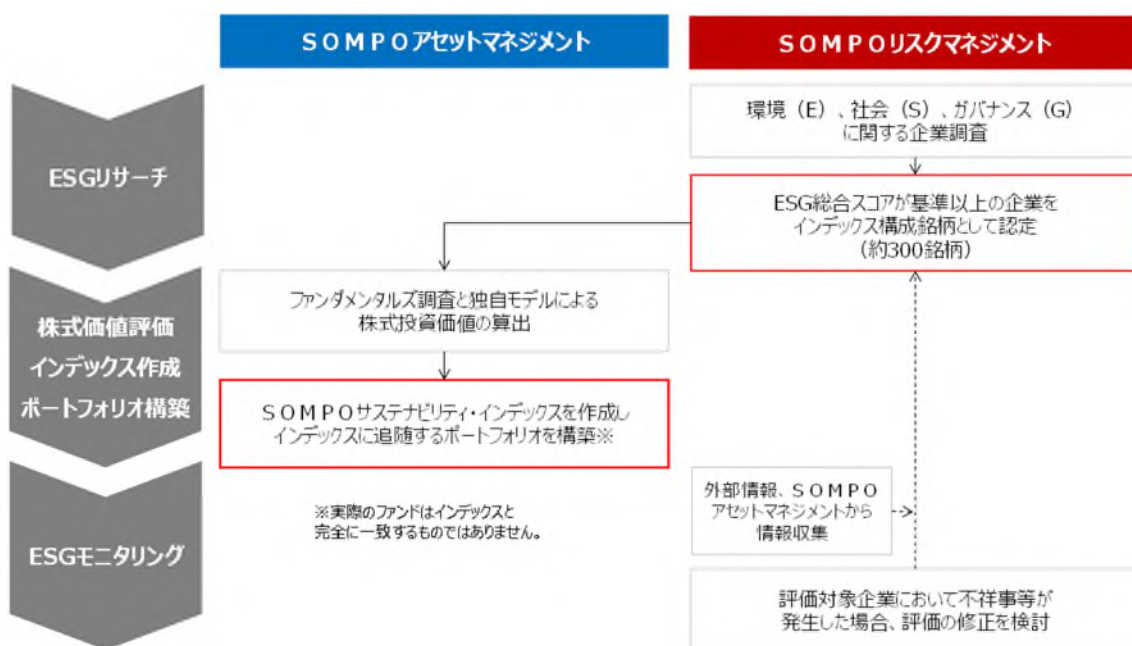 ＳＯＭＰＯアセットマネジメント
ＳＯＭＰＯリスクマネジメント
ESGリサーチ
環境（E）、社会（S）、ガバナンス（G）
に関する企業調査
ESG総合スコアが基準以上の企業を
インデックス構成銘柄として認定
（約300銘柄）
株式価値評価
インデックス作成
ポートフォリオ構築
ファンダメンタルズ調査と独自モデルによる
株式投資価値の算出
ＳＯＭＰＯサステナビリティ・インデックスを作成し
インデックスに追随するポートフォリオを構築※
※実際のファンドはインデックスと
完全に一致するものではありません。
ESGモニタリング
外部情報、ＳＯＭＰＯ
アセットマネジメントから
情報収集
評価対象企業において不祥事等が
発生した場合、評価の修正を検討